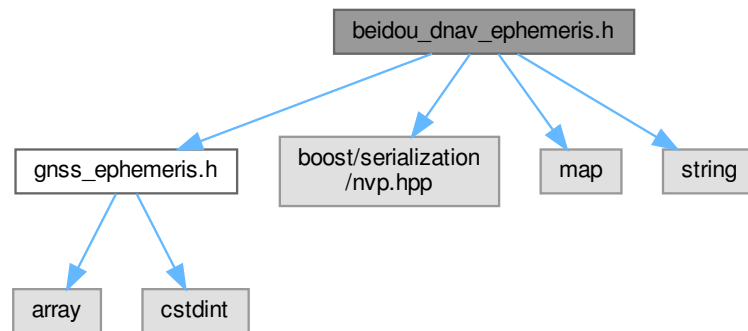 beidou_dnav_ephemeris.h
gnss_ephemeris.h
boost/serialization
/nvp.hpp
map
string
array
cstdint